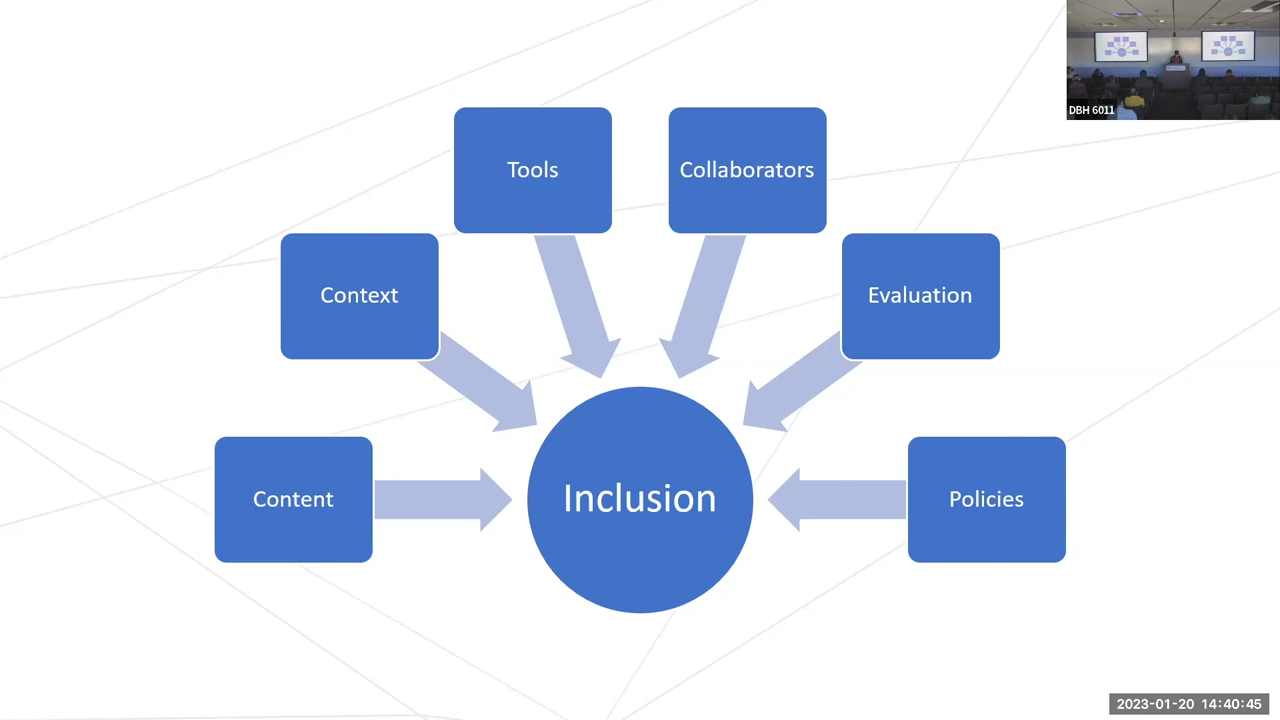 DBH 6011
Tools
Collaborators
Context
Evaluation
Content
Inclusion
Policies
2023-01-20 14:40:45